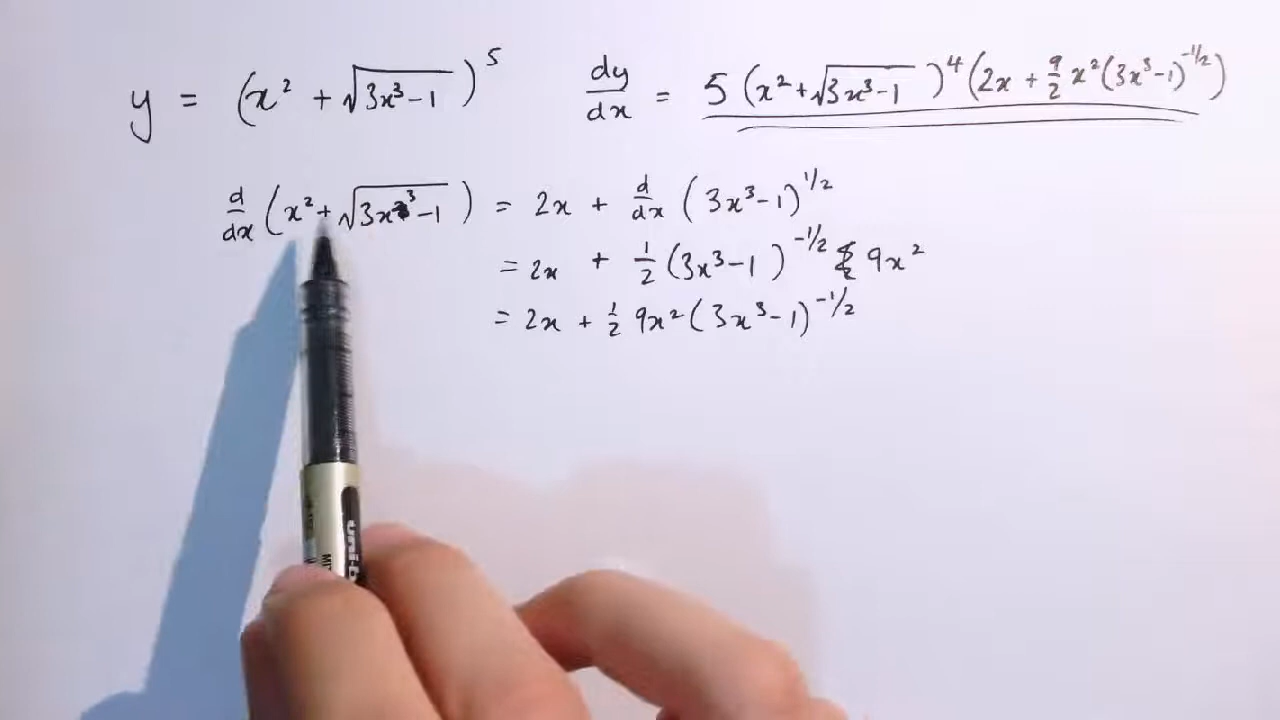 y = (x² + √(3x³ − 1))⁵ dy/dx = 5(x² + √(3x³ − 1))⁴(2x + 9/2 x²(3x³ − 1)^(−1/2))
d/dx (x² + √(3x³ − 1)) = 2x + d/dx (3x³ − 1)^(1/2)
= 2x + 1/2 (3x³ − 1)^(−1/2) 9x²
= 2x + 1/2 9x²(3x³ − 1)^(−1/2)
uni-b